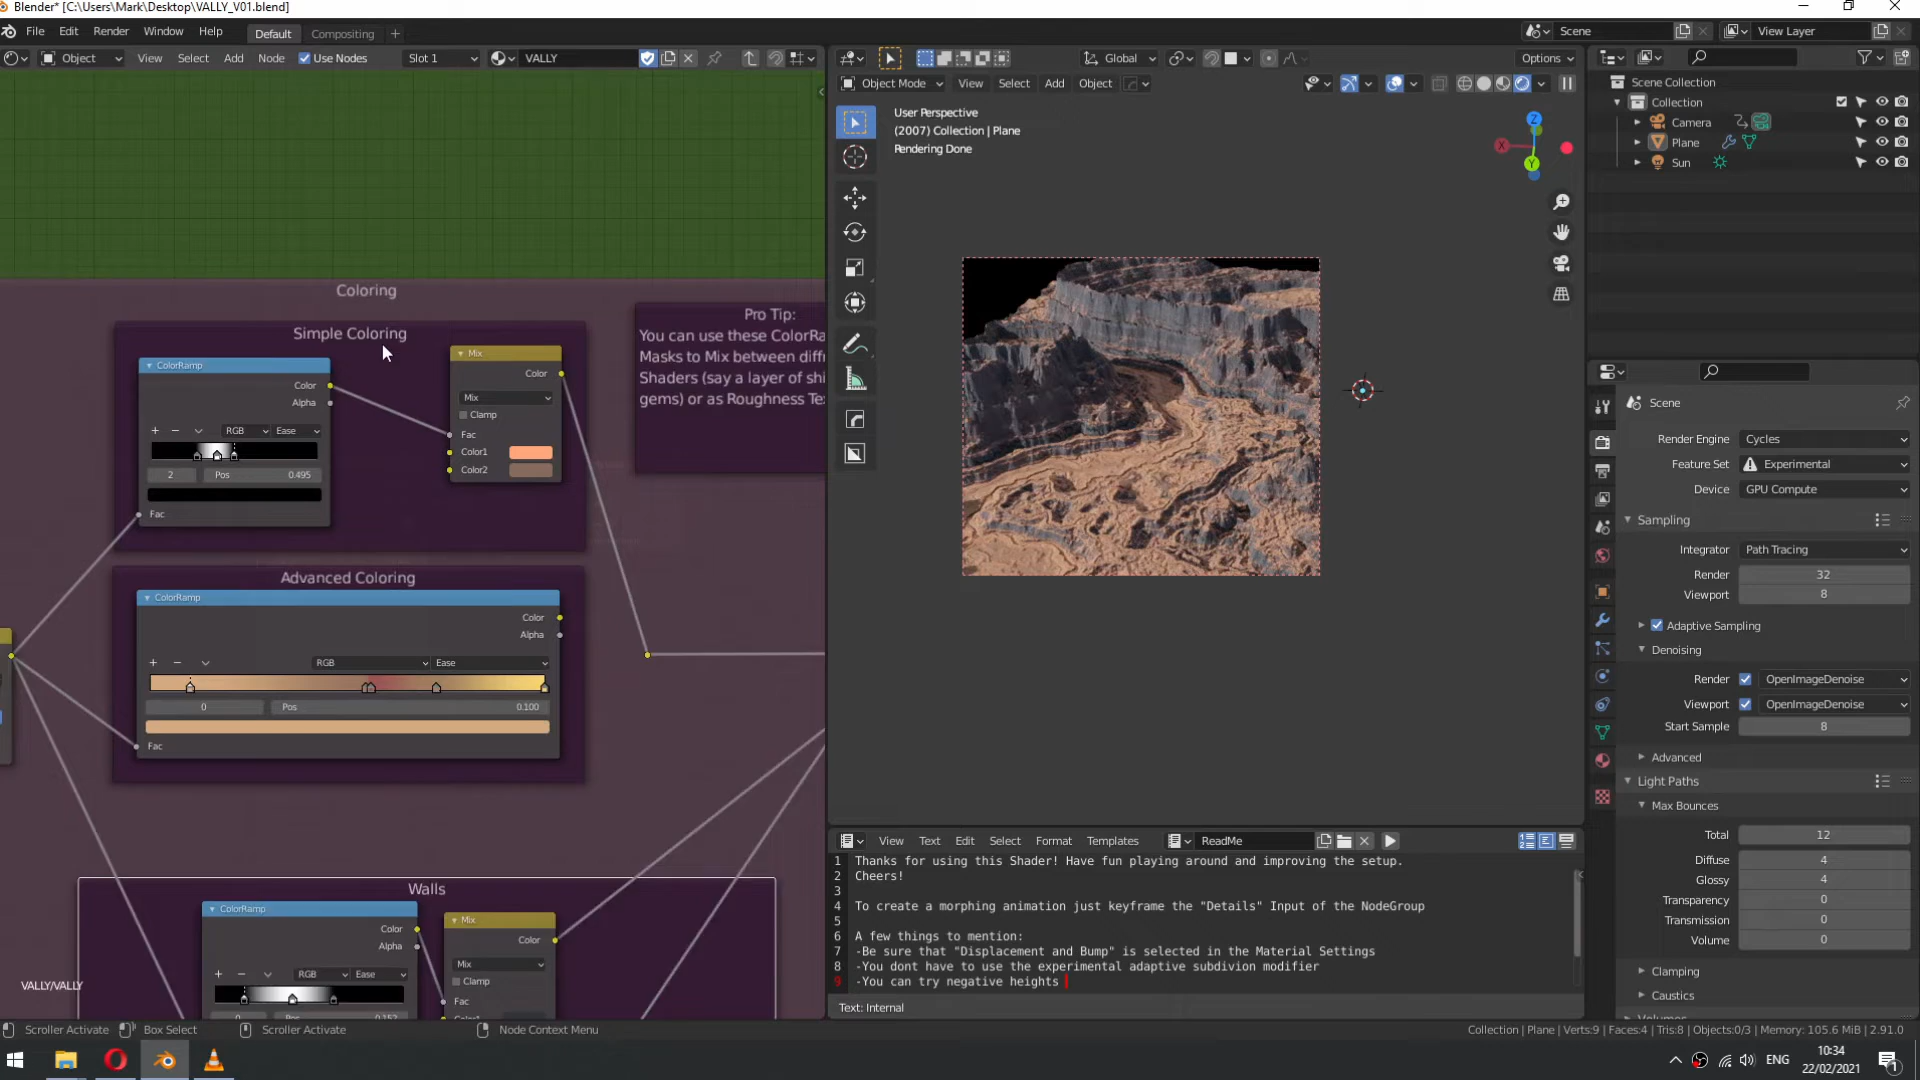 Blender* [C:\Users\Mark\Desktop\VALLY_V01.blend]
File Edit Render Window Help Default Compositing +
Scene View Layer
Object View Select Add Node Use Nodes Slot 1 VALLY
Global Options
Object Mode View Select Add Object
User Perspective
(2007) Collection | Plane
Rendering Done
Z
X
Y
Scene Collection
Collection
Camera
Plane
Sun
Coloring
Simple Coloring
ColorRamp
Color
Alpha
RGB Ease
2 Pos 0.495
Fac
Mix
Color
Mix
Clamp
Fac
Color1
Color2
Pro Tip:
You can use these ColorRa
Masks to Mix between diff
Shaders (say a layer of shi
gems) or as Roughness Te
Advanced Coloring
ColorRamp
Color
Alpha
RGB Ease
0 Pos 0.100
Fac
Walls
ColorRamp
Color
Alpha
RGB Ease
0 Pos 0.152
Mix
Color
Mix
Clamp
Fac
VALLY/VALLY
Scene
Render Engine Cycles
Feature Set Experimental
Device GPU Compute
Sampling
Integrator Path Tracing
Render 32
Viewport 8
Adaptive Sampling
Denoising
Render OpenImageDenoise
Viewport OpenImageDenoise
Start Sample 8
Advanced
Light Paths
Max Bounces
Total 12
Diffuse 4
Glossy 4
Transparency 0
Transmission 0
Volume 0
Clamping
Caustics
View Text Edit Select Format Templates ReadMe
1 Thanks for using this Shader! Have fun playing around and improving the setup.
2 Cheers!
3
4 To create a morphing animation just keyframe the "Details" Input of the NodeGroup
5
6 A few things to mention:
7 -Be sure that "Displacement and Bump" is selected in the Material Settings
8 -You dont have to use the experimental adaptive subdivion modifier
9 -You can try negative heights
Text: Internal
Scroller Activate Box Select Scroller Activate Node Context Menu
Collection | Plane | Verts:9 | Faces:4 | Tris:8 | Objects:0/3 | Memory: 105.6 MiB | 2.91.0
ENG
10:34
22/02/2021
1